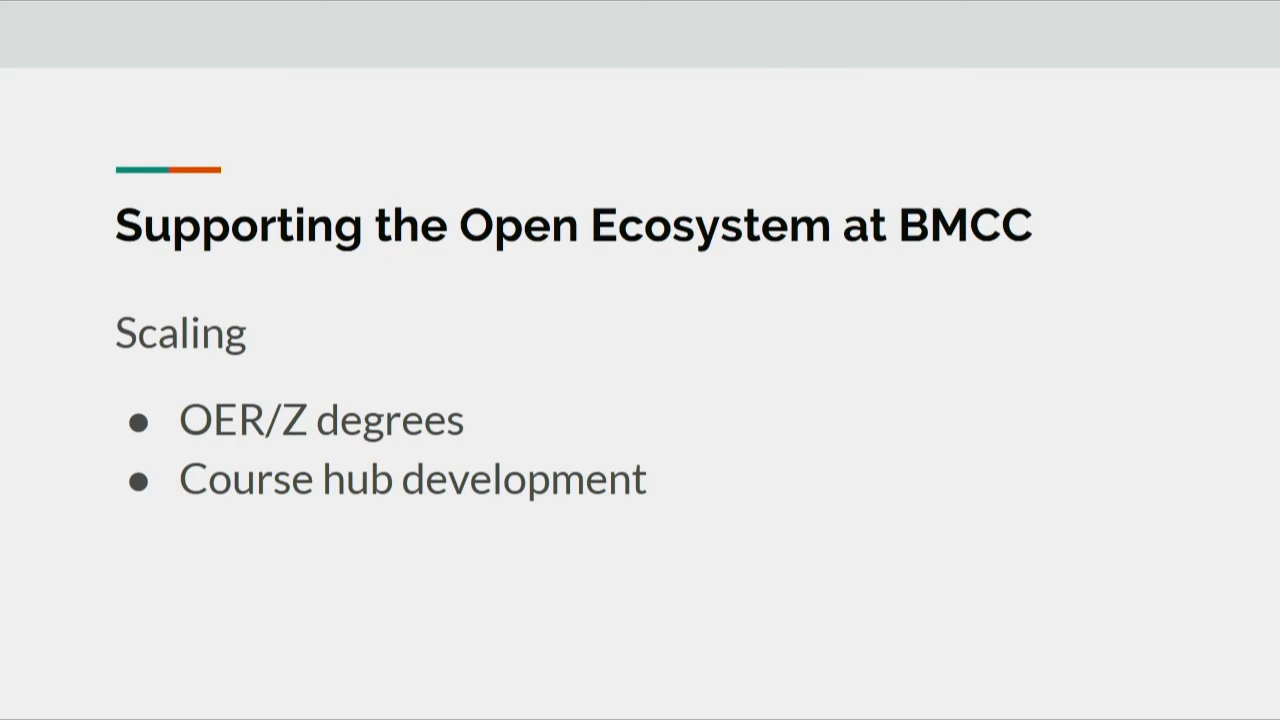 Supporting the Open Ecosystem at BMCC
Scaling
● OER/Z degrees
● Course hub development